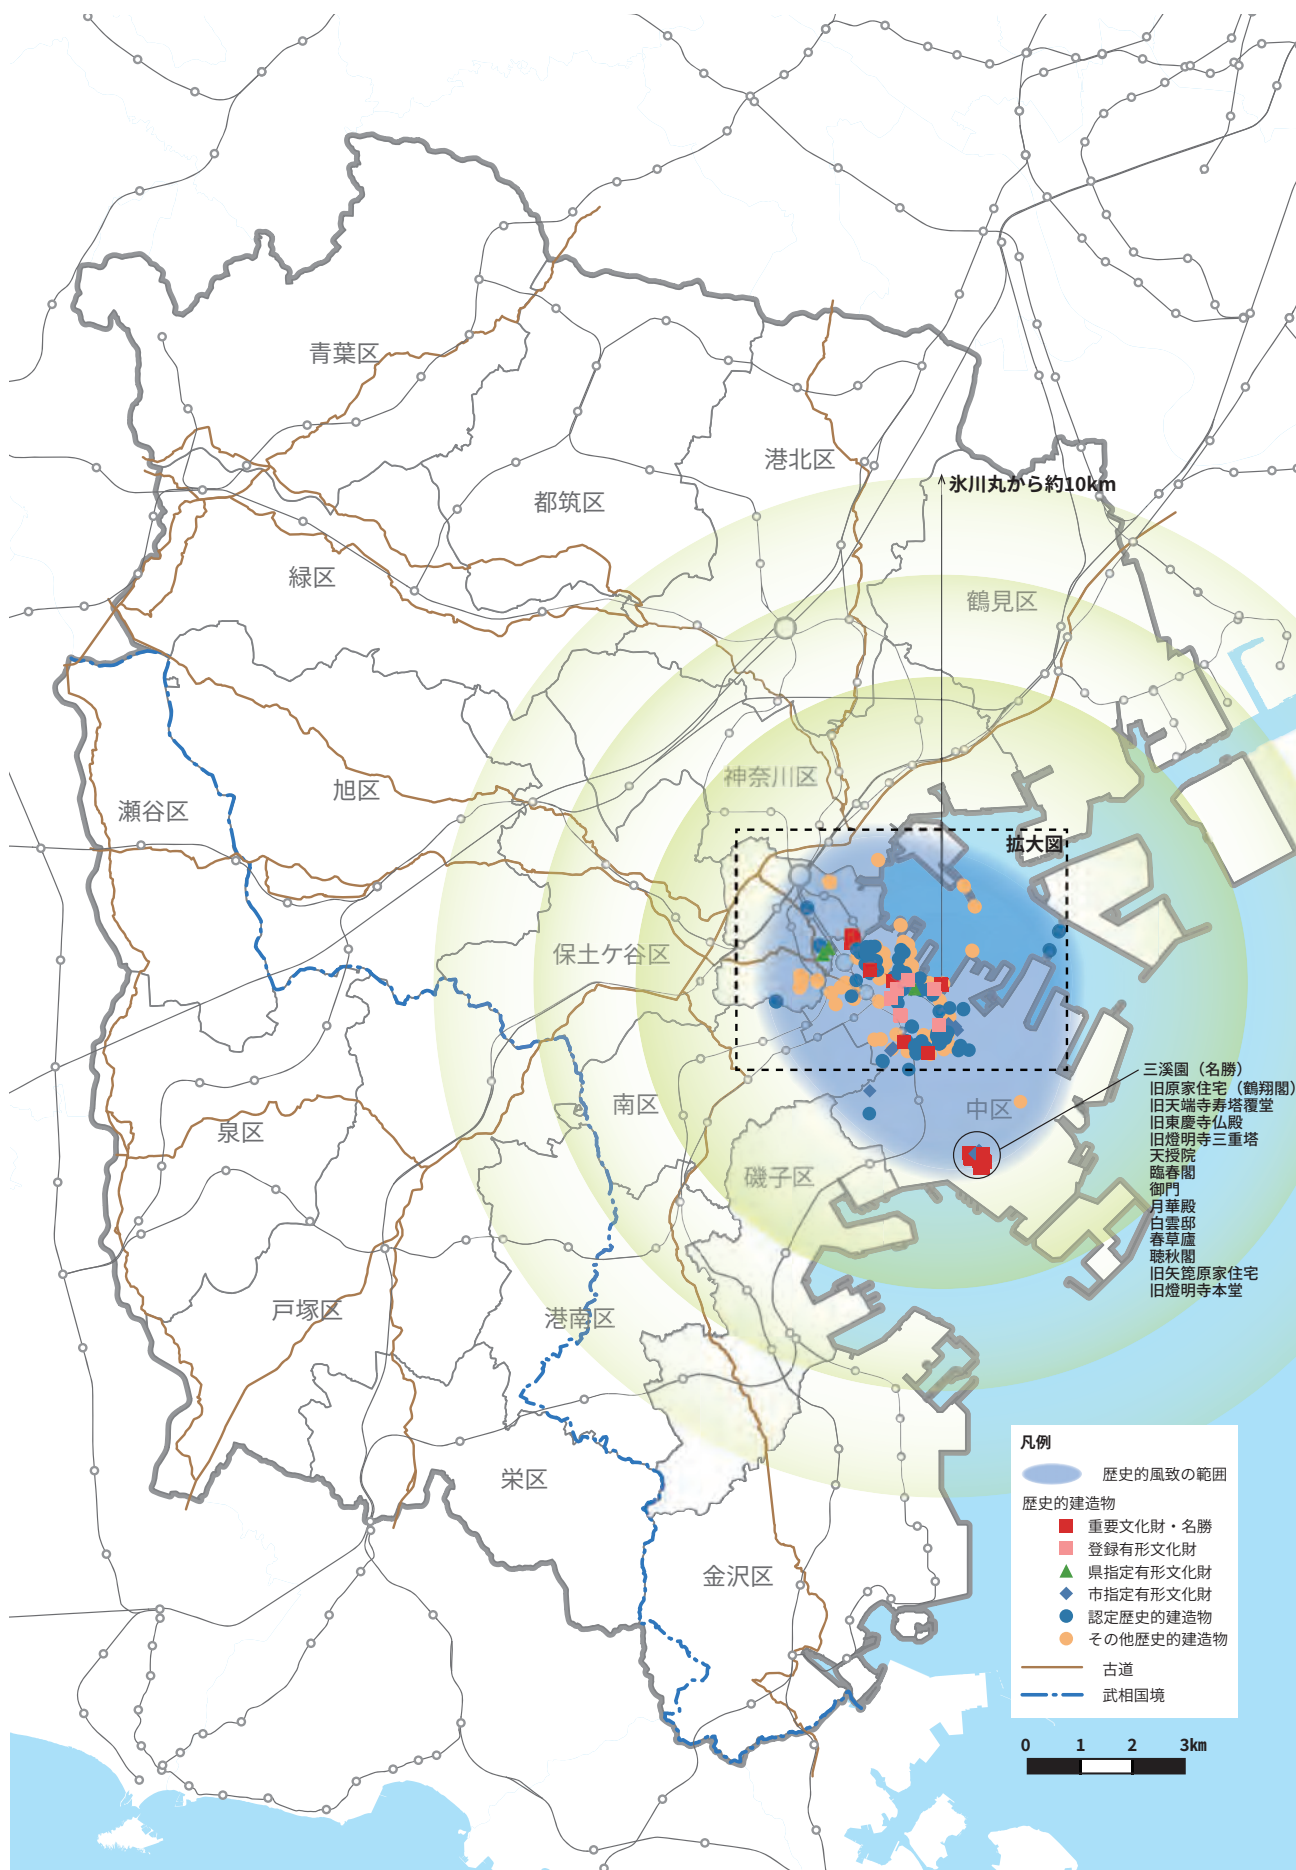 青葉区
港北区
氷川丸から約10km
都筑区
緑区
鶴見区
神奈川区
旭区
瀬谷区
拡大図
保土ケ谷区
三溪園（名勝）
旧原家住宅（鶴翔閣）
旧天端寺寿塔覆堂
旧東慶寺仏殿
旧燈明寺三重塔
天授院
臨春閣
御門
月華殿
白雲邸
春草廬
聴秋閣
旧矢箆原家住宅
旧燈明寺本堂
南区
中区
泉区
磯子区
戸塚区
港南区
栄区
金沢区
凡例
歴史的風致の範囲
歴史的建造物
重要文化財・名勝
登録有形文化財
県指定有形文化財
市指定有形文化財
認定歴史的建造物
その他歴史的建造物
古道
武相国境
0 1 2 3km